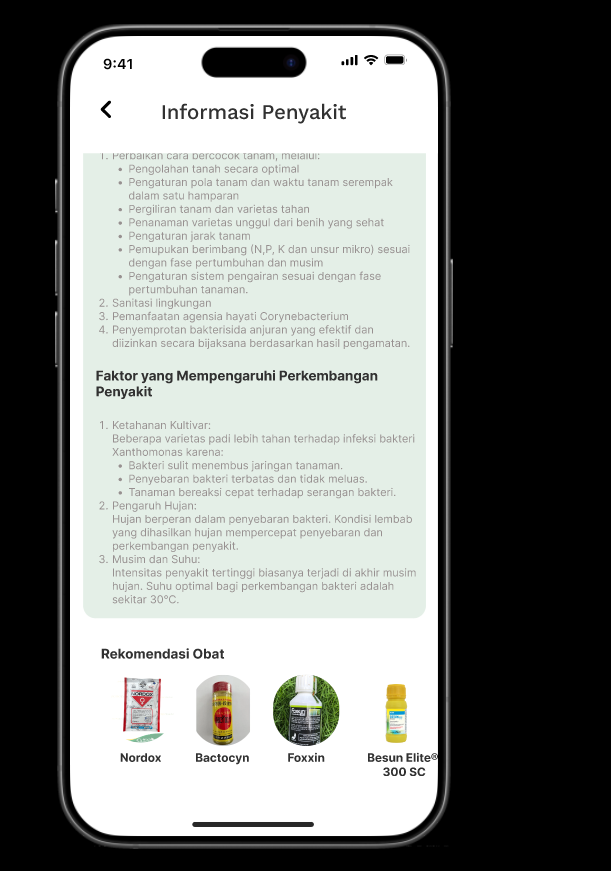 9:41
Informasi Penyakit
1. Perbaikan cara bercocok tanam, melalui:
• Pengolahan tanah secara optimal
• Pengaturan pola tanam dan waktu tanam serempak
dalam satu hamparan
• Pergiliran tanam dan varietas tahan
• Penanaman varietas unggul dari benih yang sehat
• Pengaturan jarak tanam
• Pemupukan berimbang (N,P, K dan unsur mikro) sesuai
dengan fase pertumbuhan dan musim
• Pengaturan sistem pengairan sesuai dengan fase
pertumbuhan tanaman.
2. Sanitasi lingkungan
3. Pemanfaatan agensia hayati Corynebacterium
4. Penyemprotan bakterisida anjuran yang efektif dan
diizinkan secara bijaksana berdasarkan hasil pengamatan.
Faktor yang Mempengaruhi Perkembangan
Penyakit
1. Ketahanan Kultivar:
Beberapa varietas padi lebih tahan terhadap infeksi bakteri
Xanthomonas karena:
• Bakteri sulit menembus jaringan tanaman.
• Penyebaran bakteri terbatas dan tidak meluas.
• Tanaman bereaksi cepat terhadap serangan bakteri.
2. Pengaruh Hujan:
Hujan berperan dalam penyebaran bakteri. Kondisi lembab
yang dihasilkan hujan mempercepat penyebaran dan
perkembangan penyakit.
3. Musim dan Suhu:
Intensitas penyakit tertinggi biasanya terjadi di akhir musim
hujan. Suhu optimal bagi perkembangan bakteri adalah
sekitar 30°C.
Rekomendasi Obat
NORDOX
Nordox
Bactocyn
Foxxin
Besun Elite®
300 SC